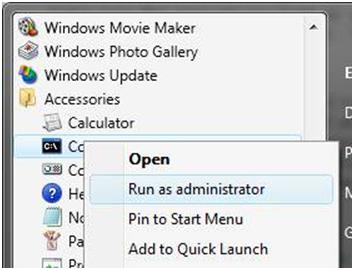 Windows Movie Maker
Windows Photo Gallery
Windows Update
Accessories
Calculator
Co
Open
Co
Run as administrator
He
Pin to Start Menu
N
Pa
Add to Quick Launch
Pr